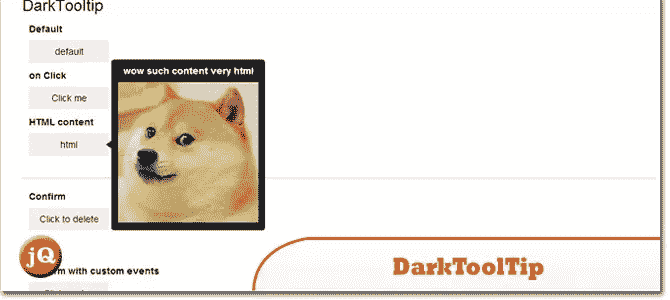 DarkTooltip
Default
default
on Click
Click me
HTML content
html
wow such content very html
Confirm
Click to delete
jQ
m with custom events
DarkToolTip